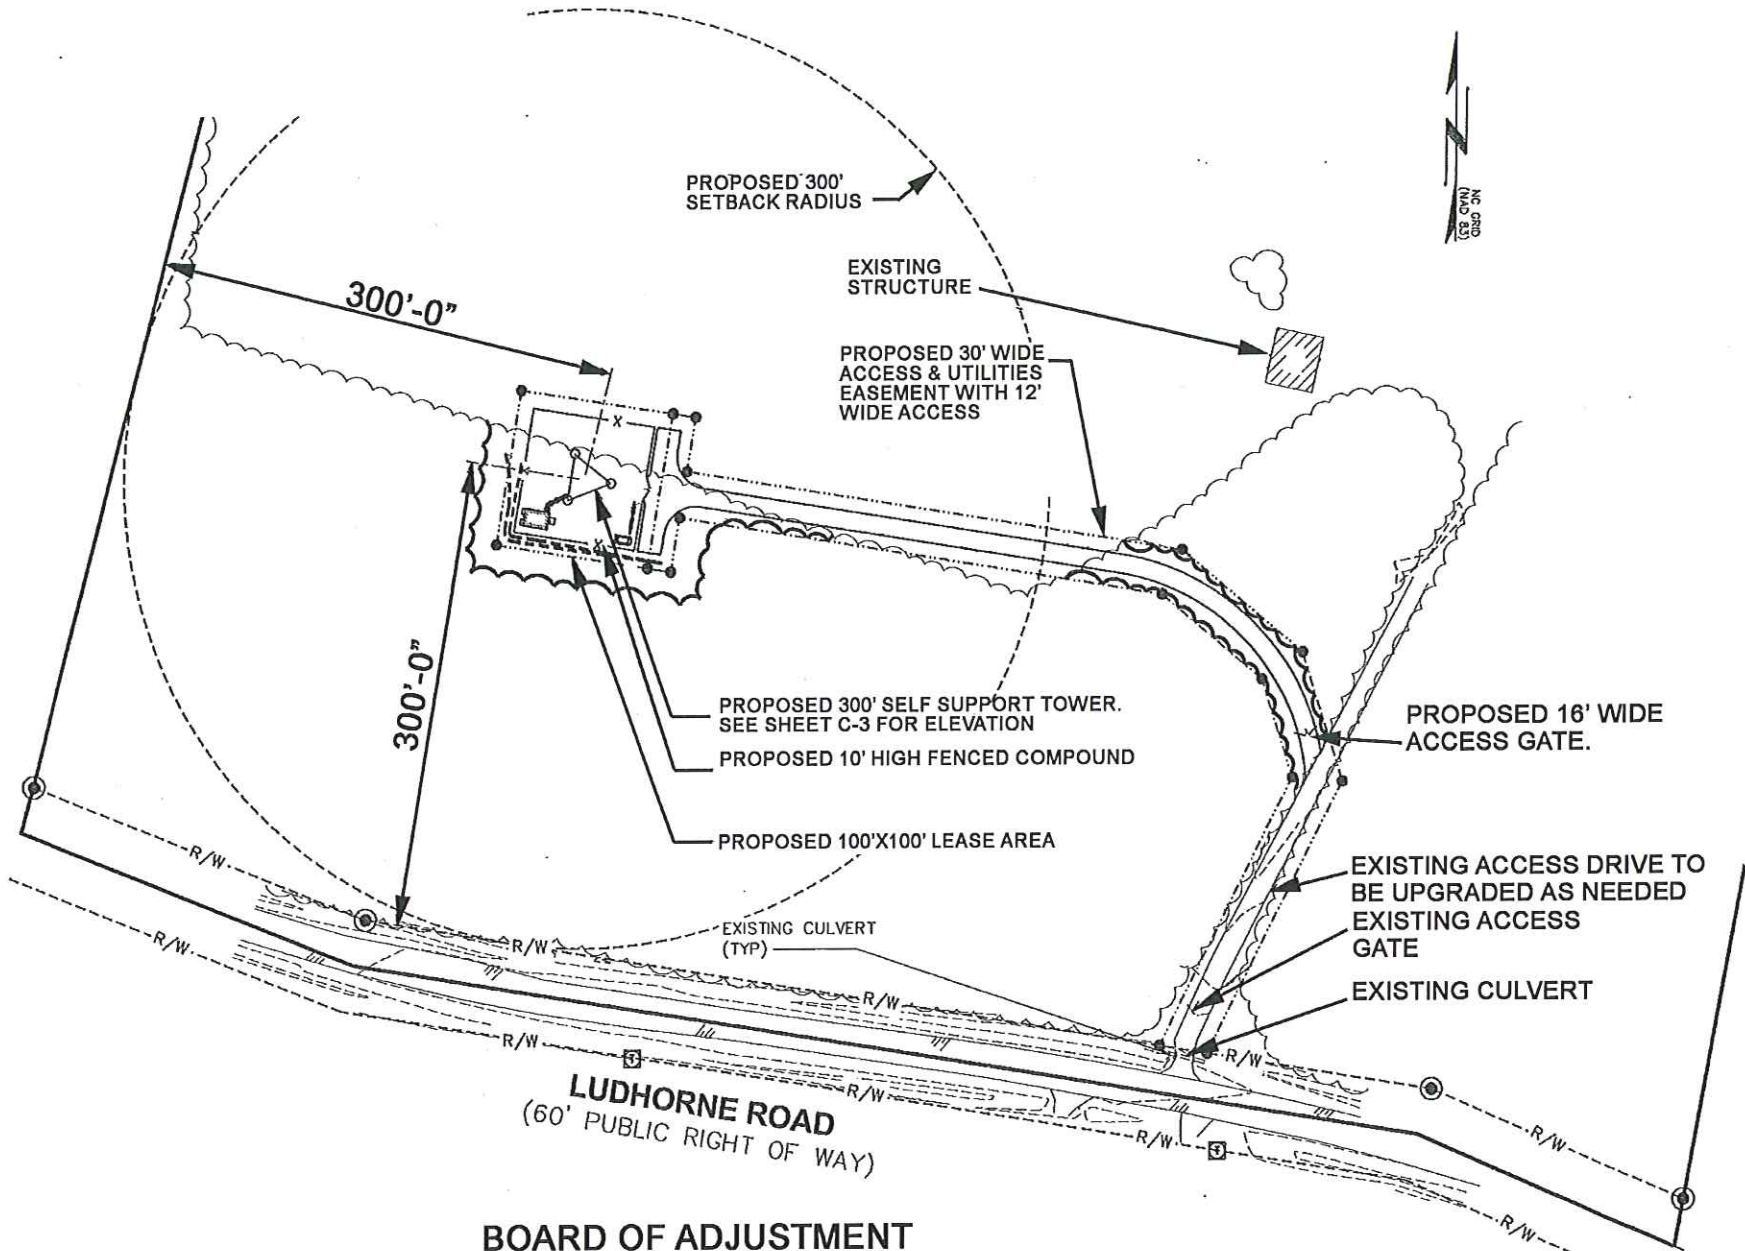 PROPOSED 300'
SETBACK RADIUS
NC GRID
(NAD 83)
EXISTING
STRUCTURE
300'-0"
PROPOSED 30' WIDE
ACCESS & UTILITIES
EASEMENT WITH 12'
WIDE ACCESS
X
X
300'-0"
PROPOSED 300' SELF SUPPORT TOWER.
SEE SHEET C-3 FOR ELEVATION
PROPOSED 10' HIGH FENCED COMPOUND
PROPOSED 100'X100' LEASE AREA
PROPOSED 16' WIDE
ACCESS GATE.
EXISTING ACCESS DRIVE TO
BE UPGRADED AS NEEDED
EXISTING ACCESS
GATE
EXISTING CULVERT
EXISTING CULVERT
(TYP)
R/W
R/W
R/W
R/W
R/W
R/W
R/W
R/W
R/W
R/W
LUDHORNE ROAD
(60' PUBLIC RIGHT OF WAY)
BOARD OF ADJUSTMENT